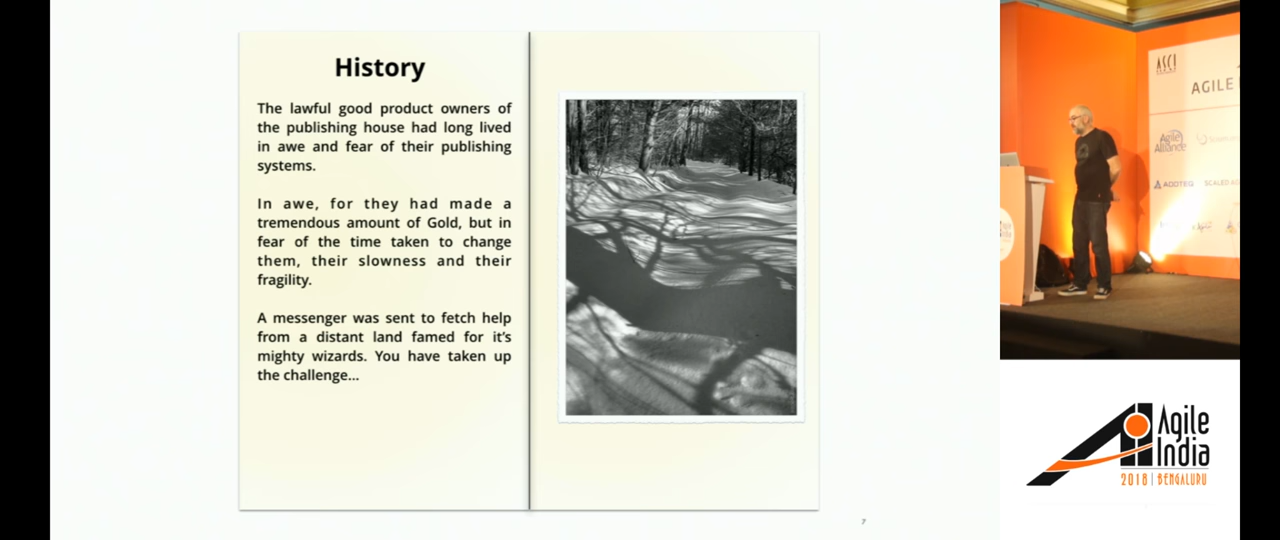 History
The lawful good product owners of
the publishing house had long lived
in awe and fear of their publishing
systems.
In awe, for they had made a
tremendous amount of Gold, but in
fear of the time taken to change
them, their slowness and their
fragility.
A messenger was sent to fetch help
from a distant land famed for it's
mighty wizards. You have taken up
the challenge...
7
ASCI
AGILE
Agile
Alliance
SCALED
Agile
India
2018 | BENGALURU